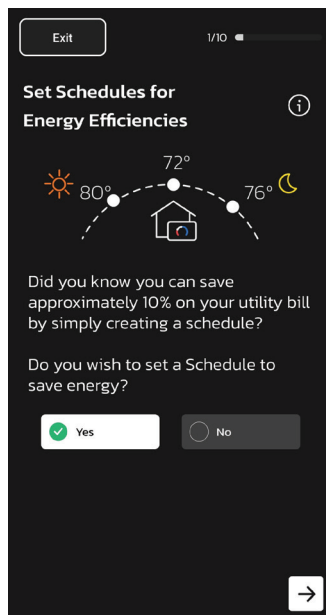 Exit
1/10
Set Schedules for
Energy Efficiencies
72°
80°
76°
Did you know you can save
approximately 10% on your utility bill
by simply creating a schedule?
Do you wish to set a Schedule to
save energy?
Yes
No